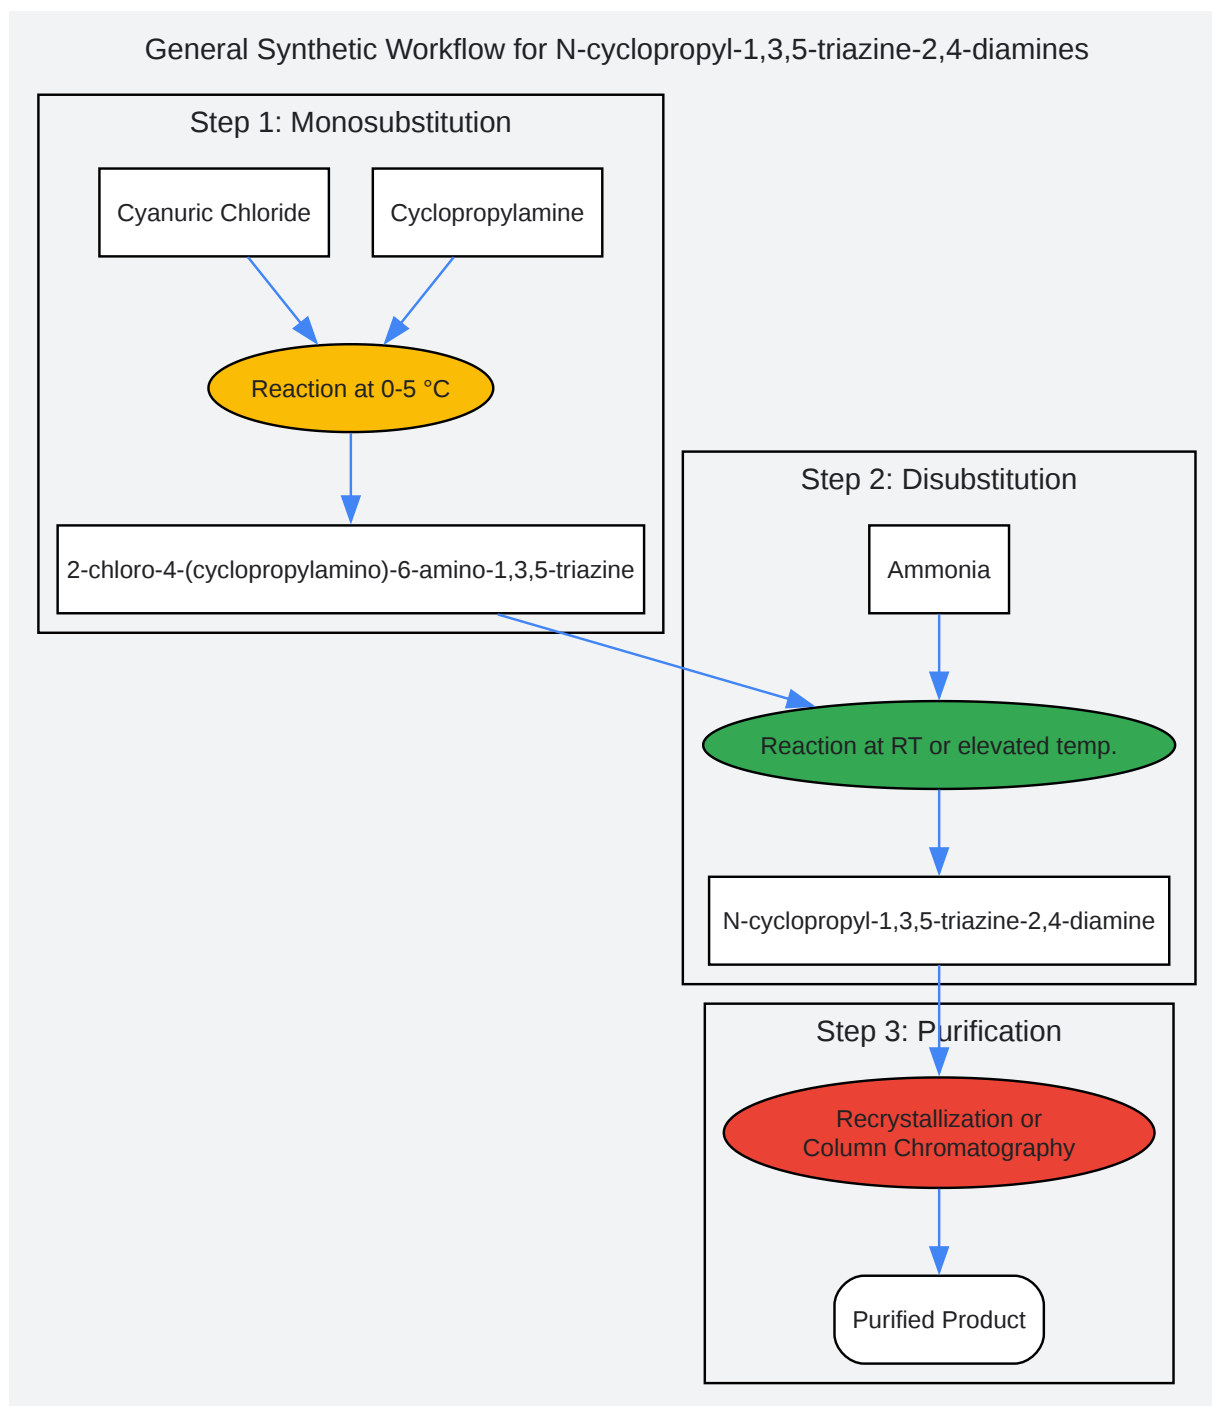 General Synthetic Workflow for N-cyclopropyl-1,3,5-triazine-2,4-diamines
Step 1: Monosubstitution
Cyanuric Chloride
Cyclopropylamine
Reaction at 0-5 °C
2-chloro-4-(cyclopropylamino)-6-amino-1,3,5-triazine
Step 2: Disubstitution
Ammonia
Reaction at RT or elevated temp.
N-cyclopropyl-1,3,5-triazine-2,4-diamine
Step 3: Purification
Recrystallization or
Column Chromatography
Purified Product